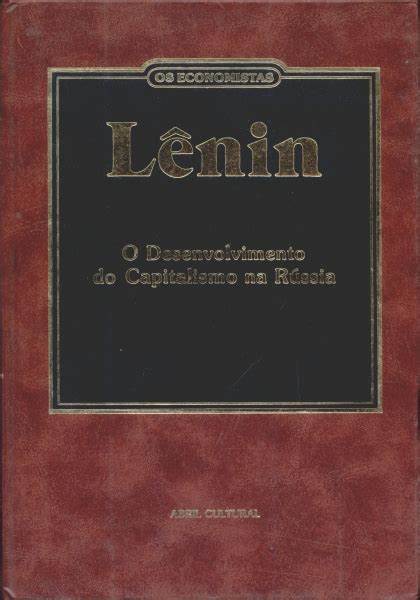 OS ECONOMISTAS
Lênin
O Desenvolvimento
do Capitalismo na Rússia
ABRIL CULTURAL